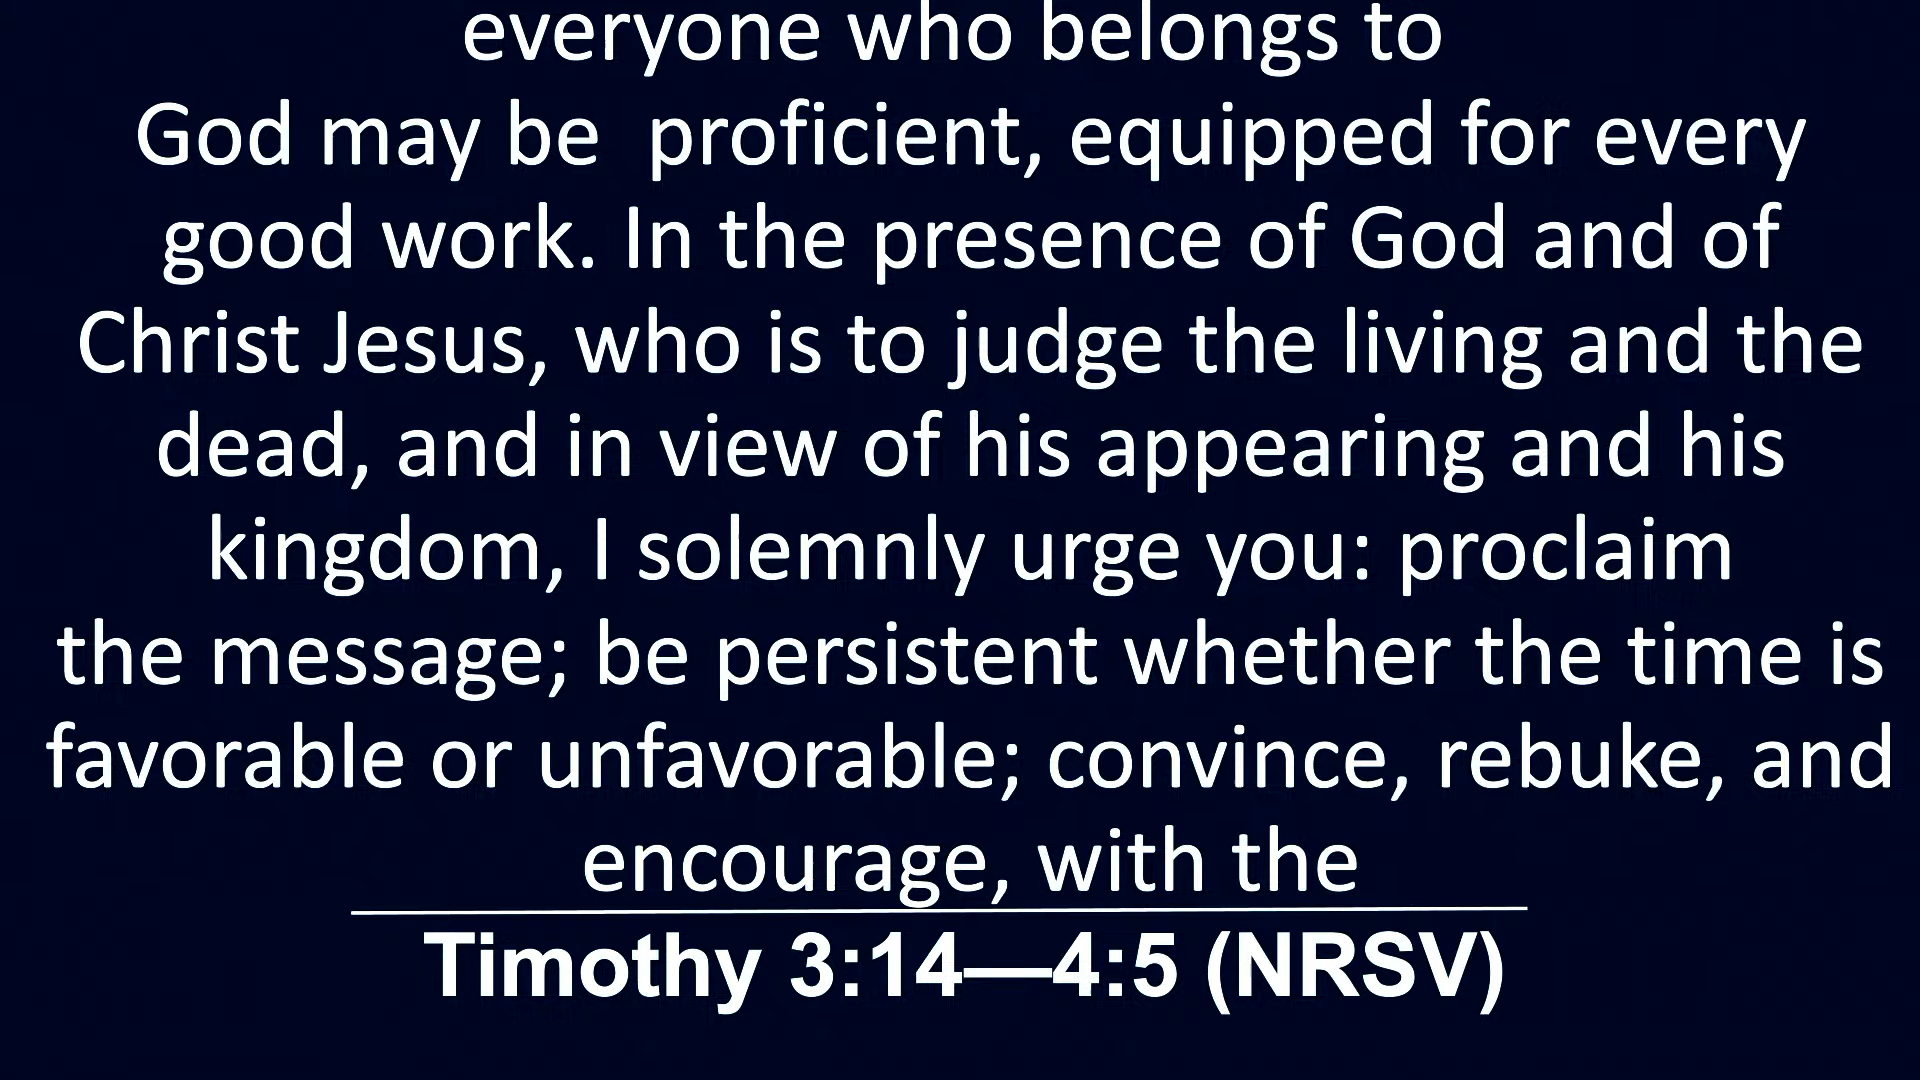 everyone who belongs to
God may be  proficient, equipped for every
good work. In the presence of God and of
Christ Jesus, who is to judge the living and the
dead, and in view of his appearing and his
kingdom, I solemnly urge you: proclaim
the message; be persistent whether the time is
favorable or unfavorable; convince, rebuke, and
encourage, with the
Timothy 3:14—4:5 (NRSV)